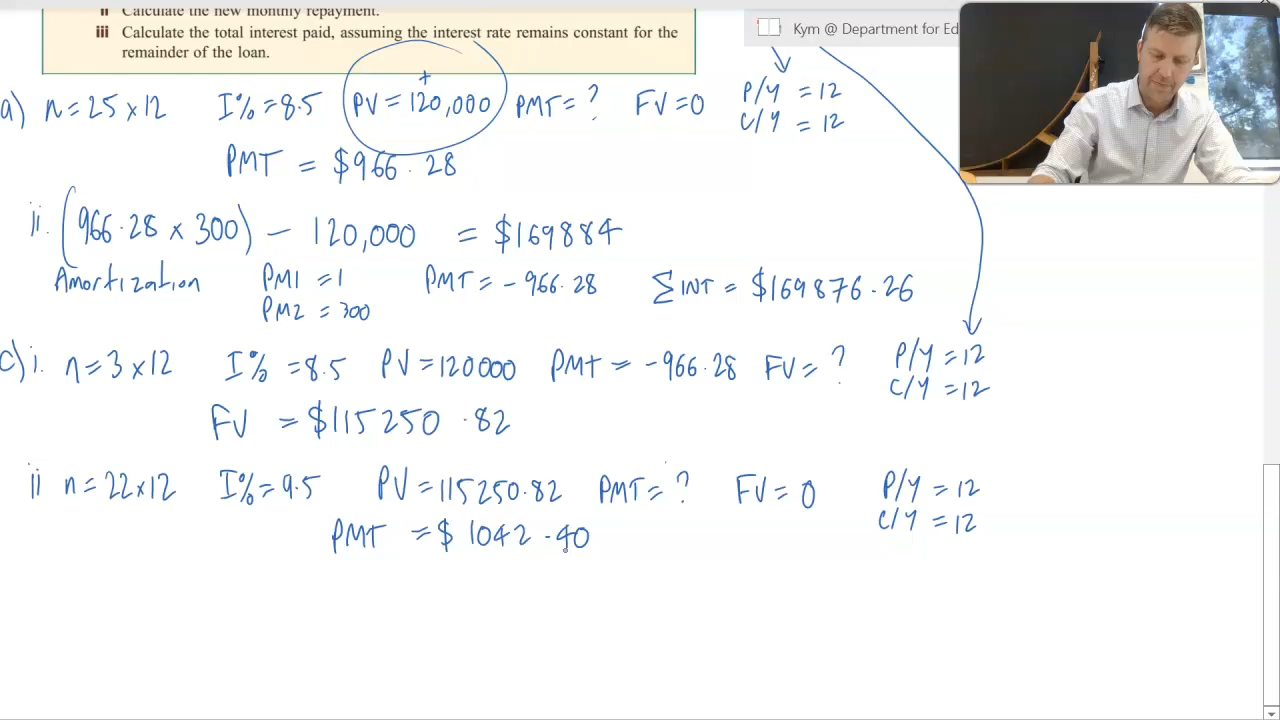 ii Calculate the new monthly repayment.
iii Calculate the total interest paid, assuming the interest rate remains constant for the
remainder of the loan.
Kym @ Department for Ed
a) n=25×12 I%=8.5 PV=120,000 PMT=? FV=0 P/Y=12
+
C/Y=12
PMT = $966.28
ii. (966.28 × 300) - 120,000 = $169884
Amortization PM1=1 PMT=-966.28 ΣINT = $169876.26
PM2=300
c) i. n=3×12 I%=8.5 PV=120000 PMT=-966.28 FV=? P/Y=12
C/Y=12
FV = $115250.82
ii n=22×12 I%=9.5 PV=115250.82 PMT=? FV=0 P/Y=12
C/Y=12
PMT = $1042.40